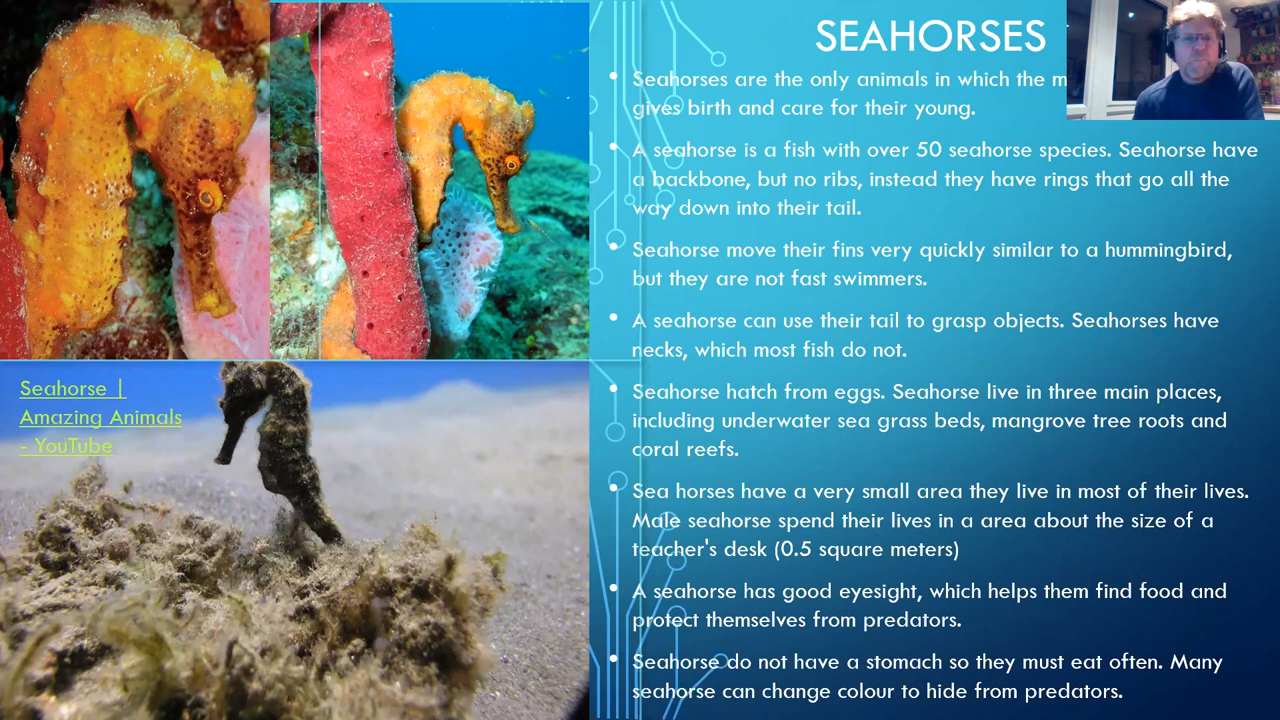 SEAHORSES
Seahorses are the only animals in which the m
gives birth and care for their young.
A seahorse is a fish with over 50 seahorse species. Seahorse have
a backbone, but no ribs, instead they have rings that go all the
way down into their tail.
Seahorse move their fins very quickly similar to a hummingbird,
but they are not fast swimmers.
A seahorse can use their tail to grasp objects. Seahorses have
necks, which most fish do not.
Seahorse hatch from eggs. Seahorse live in three main places,
including underwater sea grass beds, mangrove tree roots and
coral reefs.
Sea horses have a very small area they live in most of their lives.
Male seahorse spend their lives in a area about the size of a
teacher's desk (0.5 square meters)
A seahorse has good eyesight, which helps them find food and
protect themselves from predators.
Seahorse do not have a stomach so they must eat often. Many
seahorse can change colour to hide from predators.
Seahorse |
Amazing Animals
- YouTube